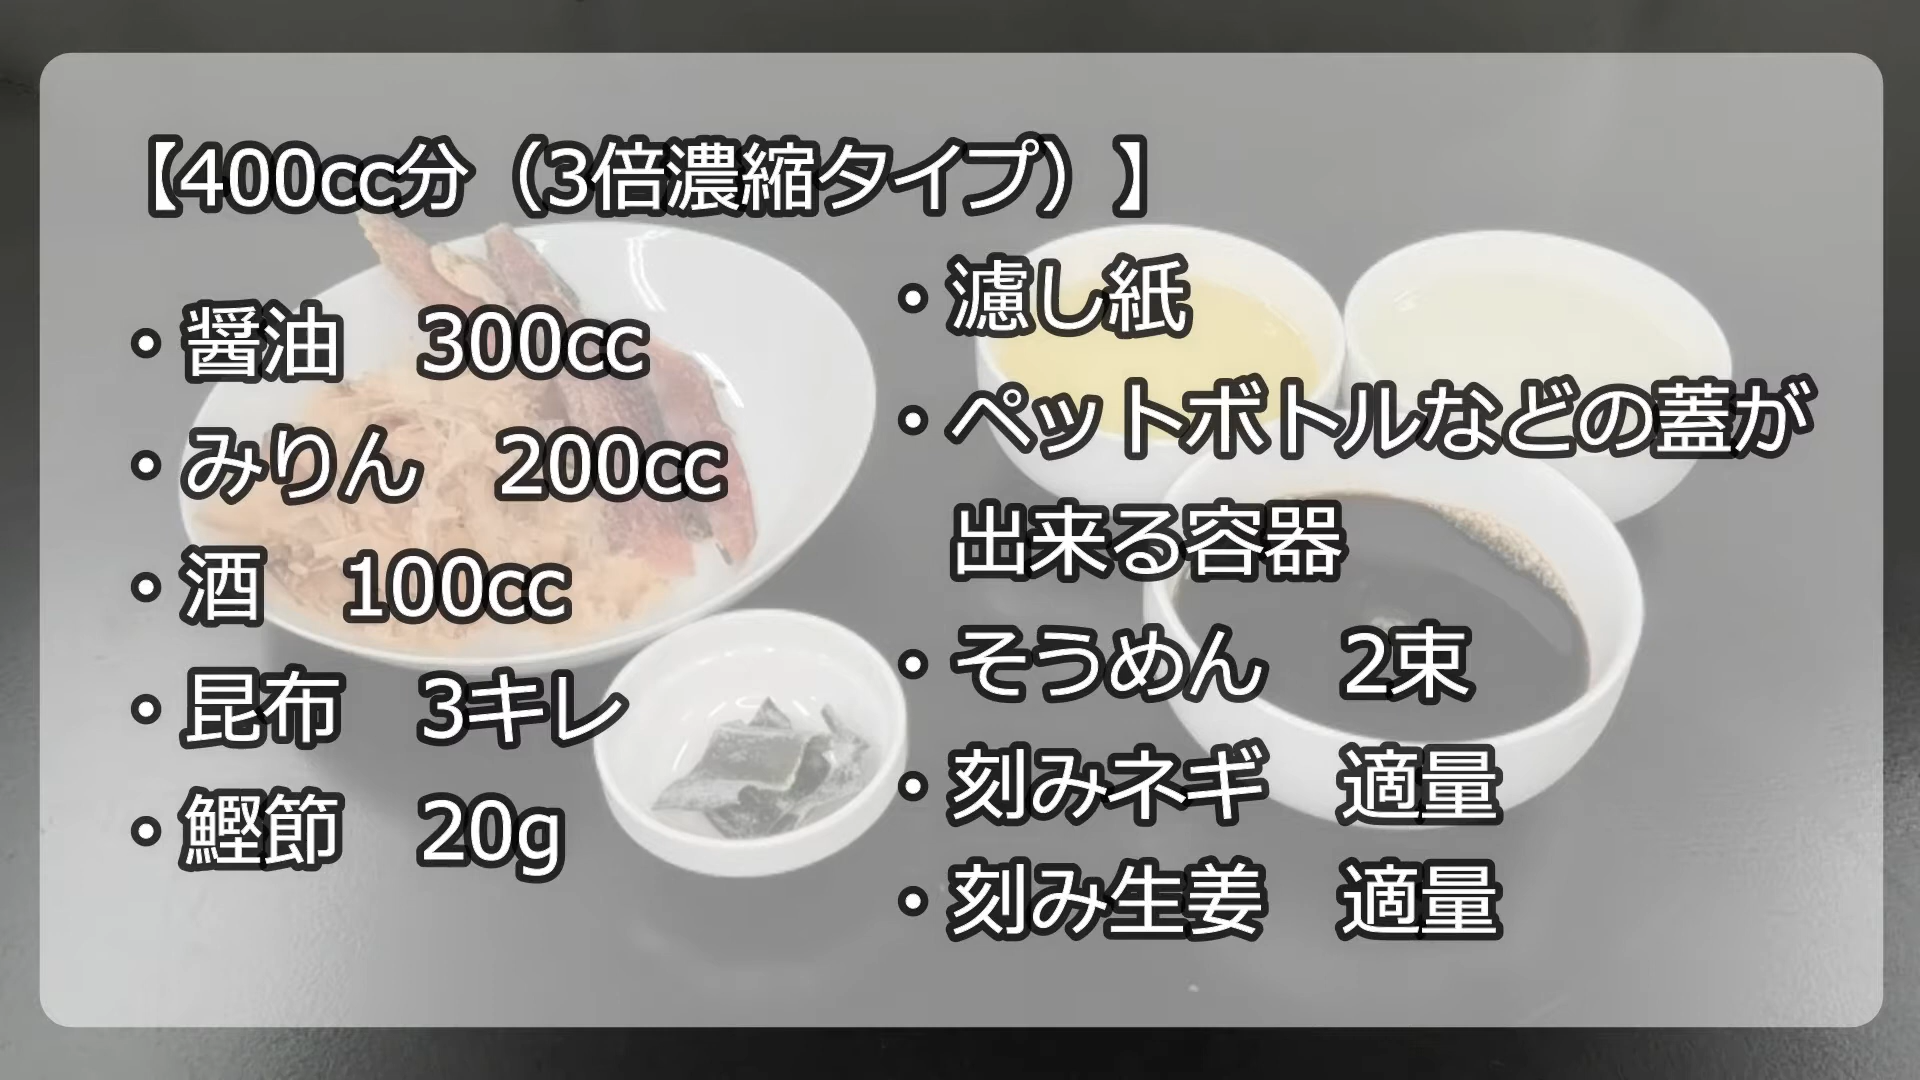 【400cc分（3倍濃縮タイプ）】
・醤油　300cc
・みりん　200cc
・酒　100cc
・昆布　3キレ
・鰹節　20g
・濾し紙
・ペットボトルなどの蓋が
出来る容器
・そうめん　2束
・刻みネギ　適量
・刻み生姜　適量